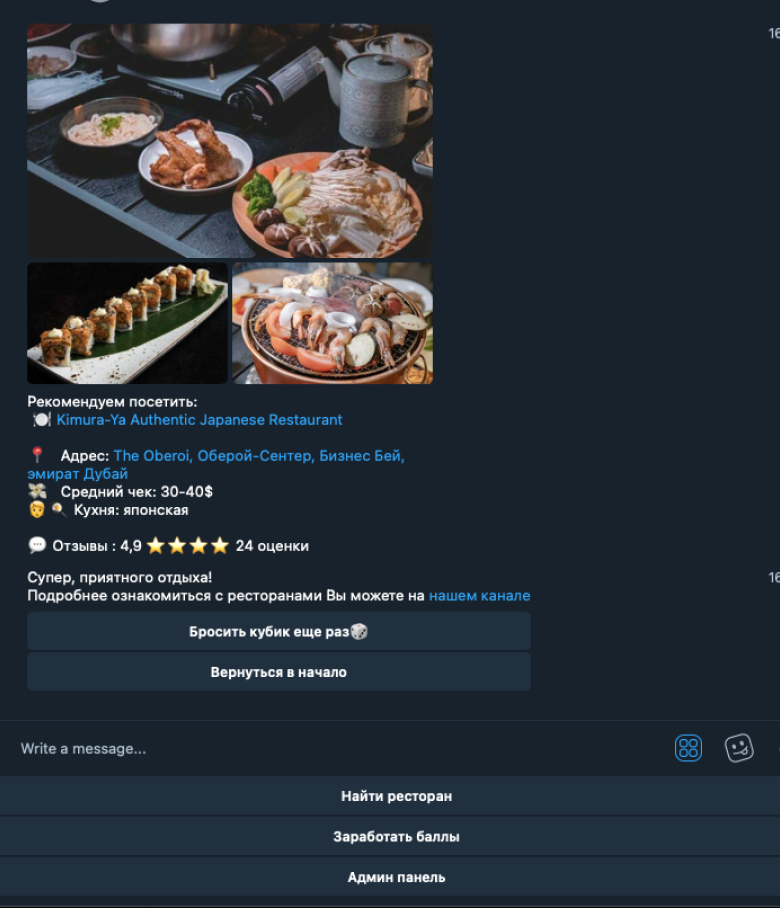 16
Рекомендуем посетить:
🍽 Kimura-Ya Authentic Japanese Restaurant
📍 Адрес: The Oberoi, Оберой-Сентер, Бизнес Бей,
эмират Дубай
💸 Средний чек: 30-40$
👨‍🍳 Кухня: японская
💬 Отзывы : 4,9 ⭐⭐⭐⭐ 24 оценки
Супер, приятного отдыха!
16
Подробнее ознакомиться с ресторанами Вы можете на нашем канале
Бросить кубик еще раз🎲
Вернуться в начало
Write a message...
Найти ресторан
Заработать баллы
Админ панель